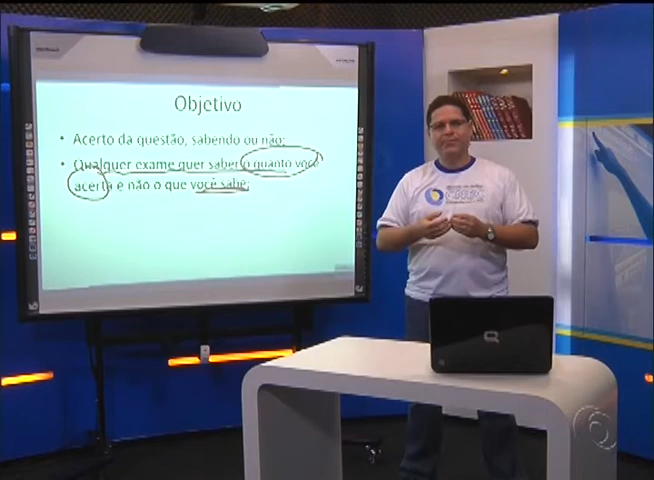 Objetivo
• Acerto da questão, sabendo ou não;
• Qualquer exame quer saber o quanto você
acerta e não o que você sabe;